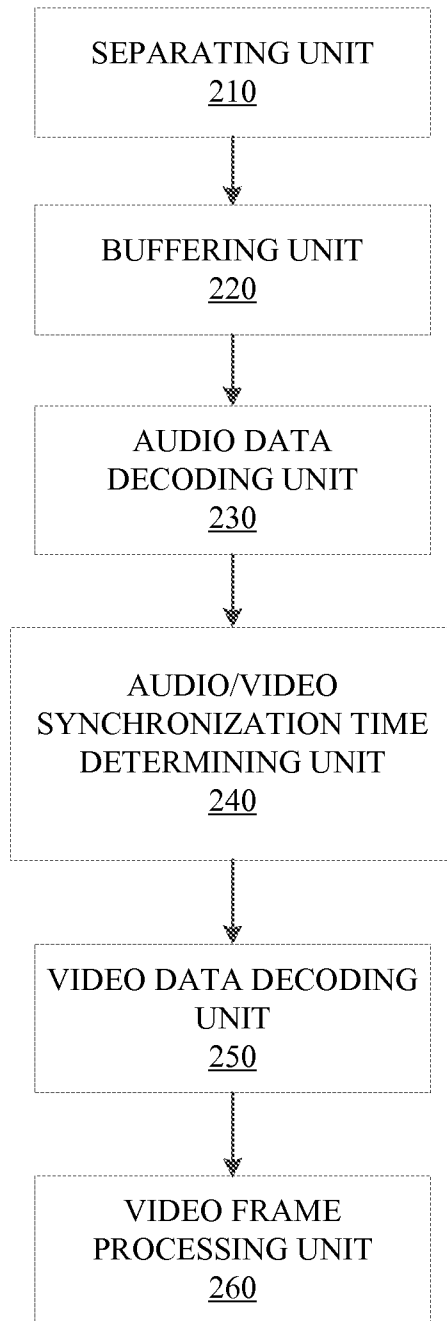 SEPARATING UNIT
210
BUFFERING UNIT
220
AUDIO DATA
DECODING UNIT
230
AUDIO/VIDEO
SYNCHRONIZATION TIME
DETERMINING UNIT
240
VIDEO DATA DECODING
UNIT
250
VIDEO FRAME
PROCESSING UNIT
260